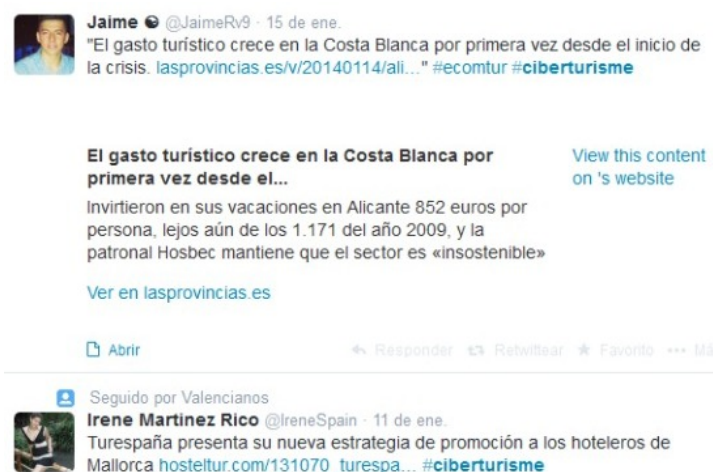 Jaime @JaimeRv9 · 15 de ene.
"El gasto turístico crece en la Costa Blanca por primera vez desde el inicio de
la crisis. lasprovincias.es/v/20140114/ali..." #ecomtur #ciberturisme
El gasto turístico crece en la Costa Blanca por
primera vez desde el...
View this content
on 's website
Invirtieron en sus vacaciones en Alicante 852 euros por
persona, lejos aún de los 1.171 del año 2009, y la
patronal Hosbec mantiene que el sector es «insostenible»
Ver en lasprovincias.es
Abrir
Responder Retwittear Favorito ••• Má
Seguido por Valencianos
Irene Martinez Rico @IreneSpain · 11 de ene.
Turespaña presenta su nueva estrategia de promoción a los hoteleros de
Mallorca hosteltur.com/131070_turespa... #ciberturisme